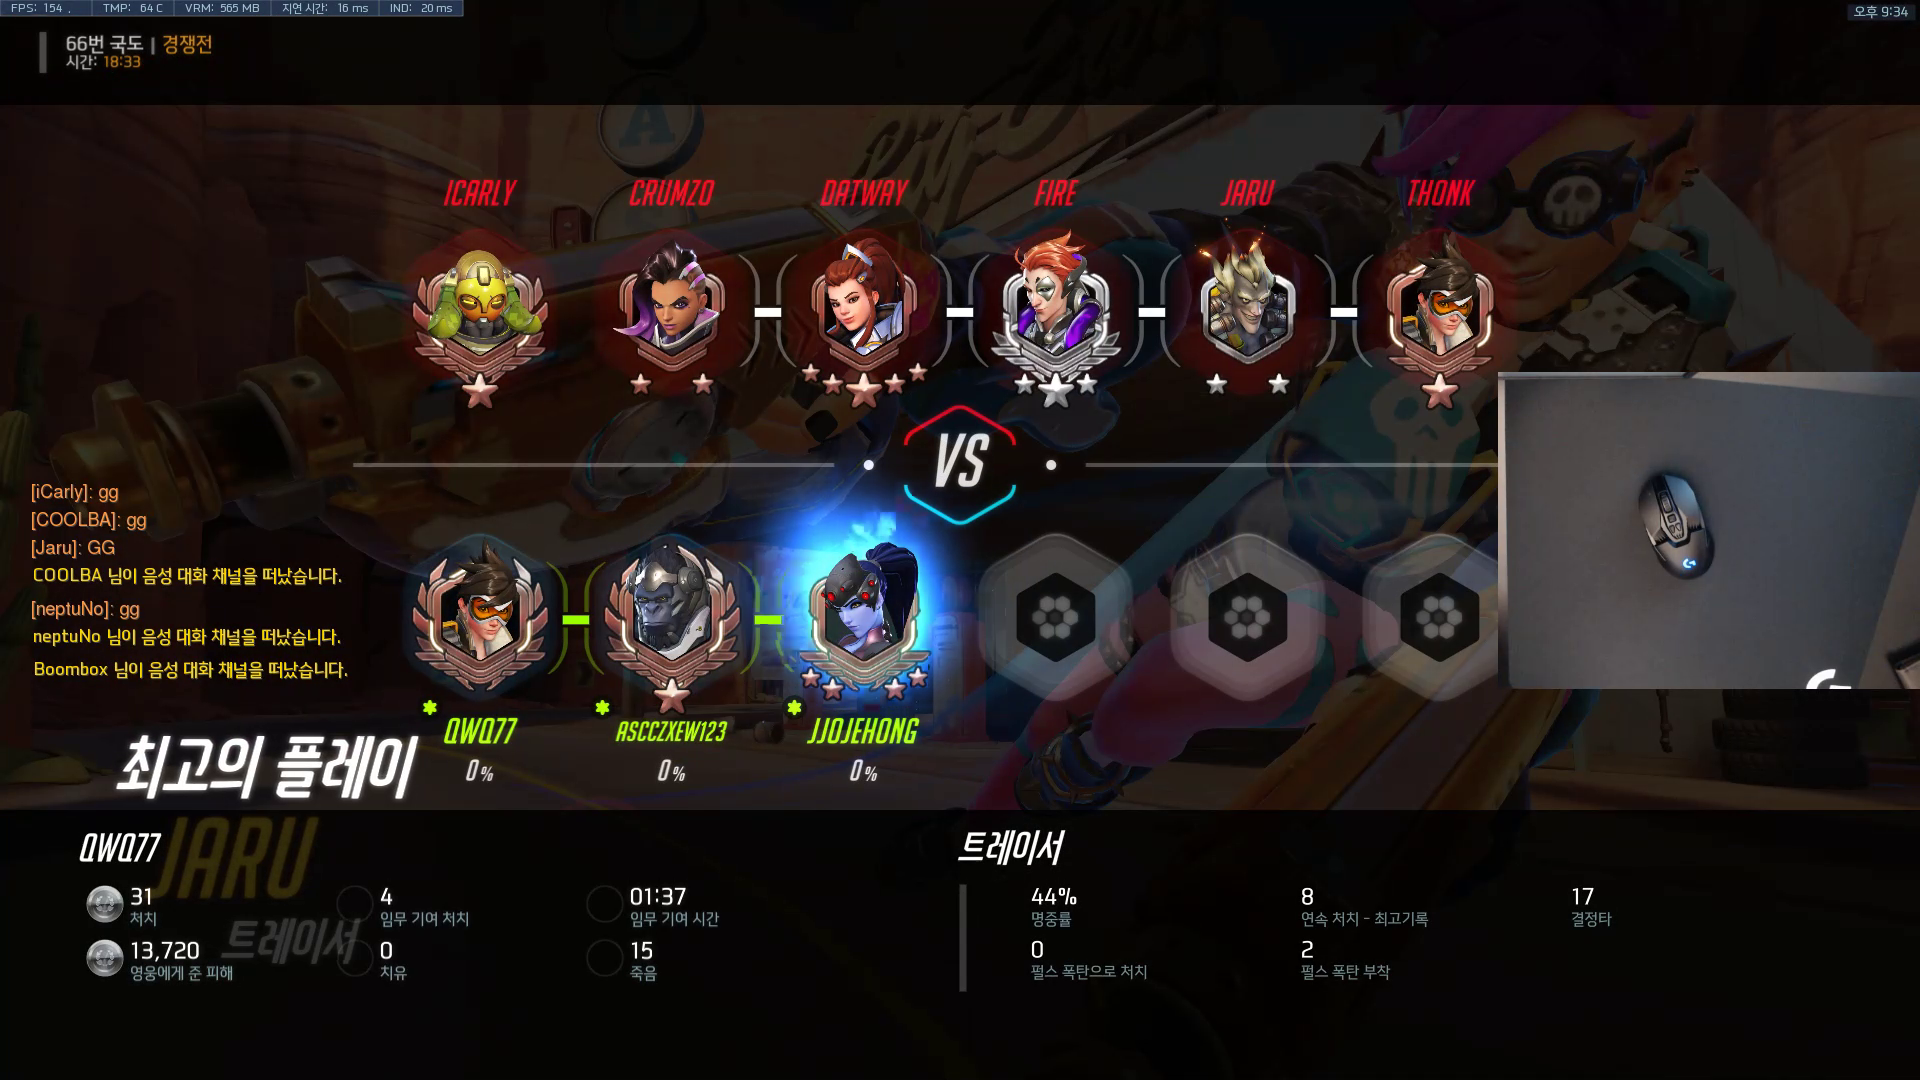 FPS: 154 .
TMP: 64 C
VRM: 565 MB
지연 시간: 16 ms
IND: 20 ms
오후 9:34
66번 국도 | 경쟁전
시간: 18:33
A
ICARLY
CRUMZO
DATWAY
FIRE
JARU
THONK
VS
[iCarly]: gg
[COOLBA]: gg
[Jaru]: GG
COOLBA 님이 음성 대화 채널을 떠났습니다.
[neptuNo]: gg
neptuNo 님이 음성 대화 채널을 떠났습니다.
Boombox 님이 음성 대화 채널을 떠났습니다.
QWQ77
ASCCZXEW123
JJOJEHONG
0%
0%
0%
최고의 플레이
JARU
트레이서
QWQ77
31
처치
4
임무 기여 처치
01:37
임무 기여 시간
13,720
영웅에게 준 피해
0
치유
15
죽음
트레이서
44%
명중률
8
연속 처치 - 최고기록
17
결정타
0
펄스 폭탄으로 처치
2
펄스 폭탄 부착